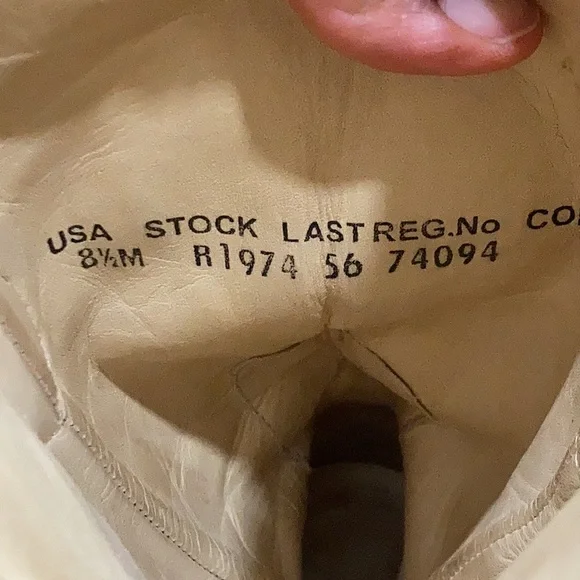 USA STOCK LAST REG.No CO
8½M R1974 56 74094